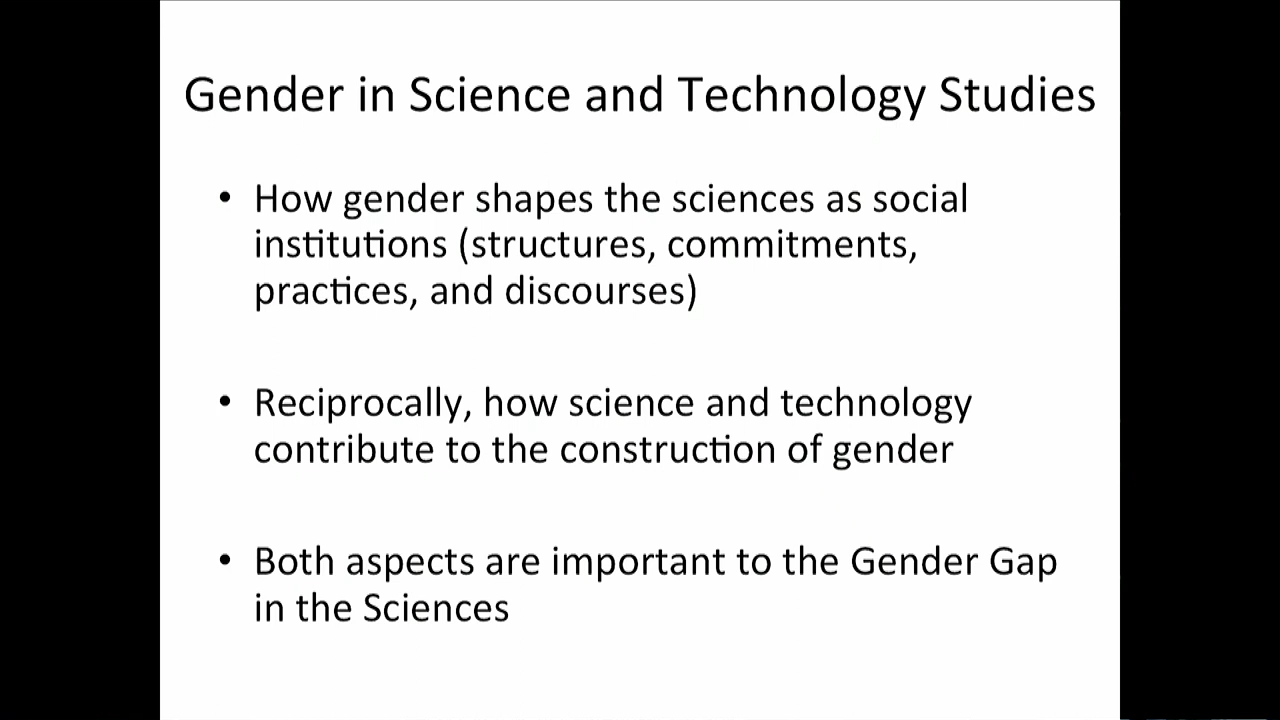 Gender in Science and Technology Studies
• How gender shapes the sciences as social
institutions (structures, commitments,
practices, and discourses)
• Reciprocally, how science and technology
contribute to the construction of gender
• Both aspects are important to the Gender Gap
in the Sciences